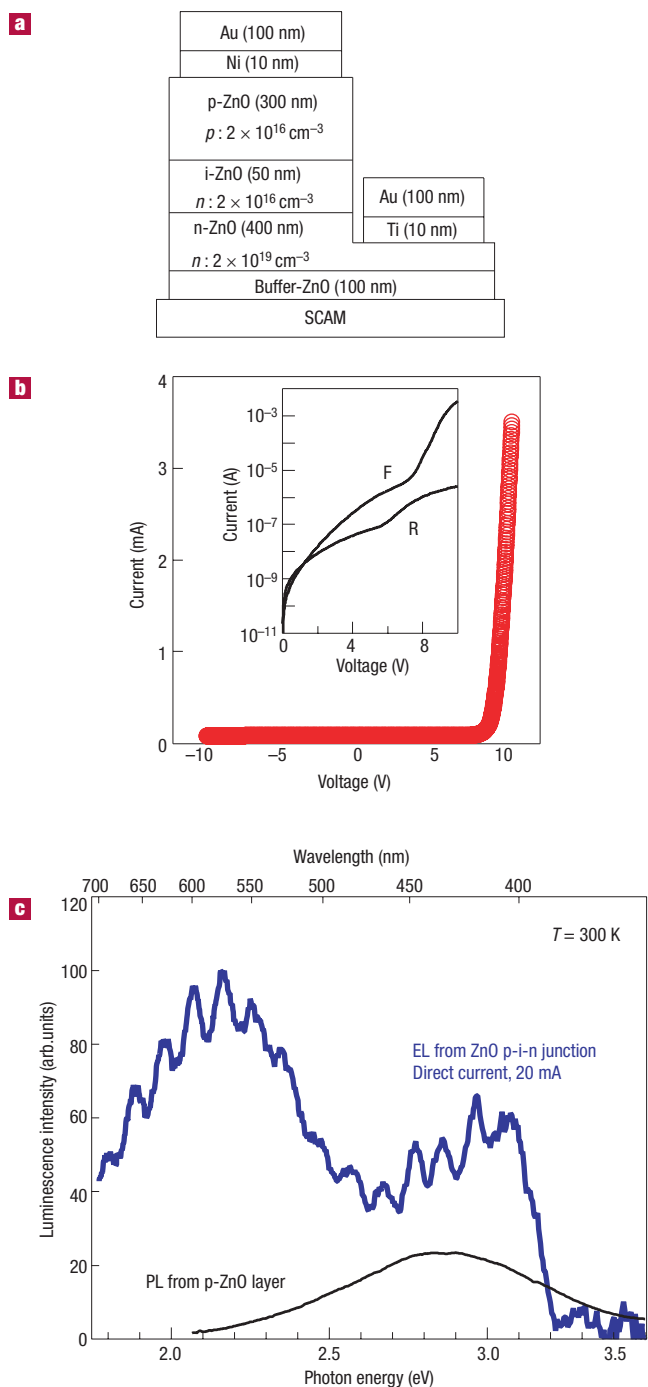 a
Au (100 nm)
Ni (10 nm)
p-ZnO (300 nm)
p : 2 × 10¹⁶ cm⁻³
i-ZnO (50 nm)
n : 2 × 10¹⁶ cm⁻³
Au (100 nm)
Ti (10 nm)
n-ZnO (400 nm)
n : 2 × 10¹⁹ cm⁻³
Buffer-ZnO (100 nm)
SCAM
b
4
3
2
1
0
Current (mA)
–10 –5 0 5 10
Voltage (V)
10⁻³
10⁻⁵
10⁻⁷
10⁻⁹
10⁻¹¹
Current (A)
F
R
0 4 8
Voltage (V)
c
Wavelength (nm)
700 650 600 550 500 450 400
120
100
80
60
40
20
0
Luminescence intensity (arb.units)
T = 300 K
EL from ZnO p-i-n junction
Direct current, 20 mA
PL from p-ZnO layer
2.0 2.5 3.0 3.5
Photon energy (eV)